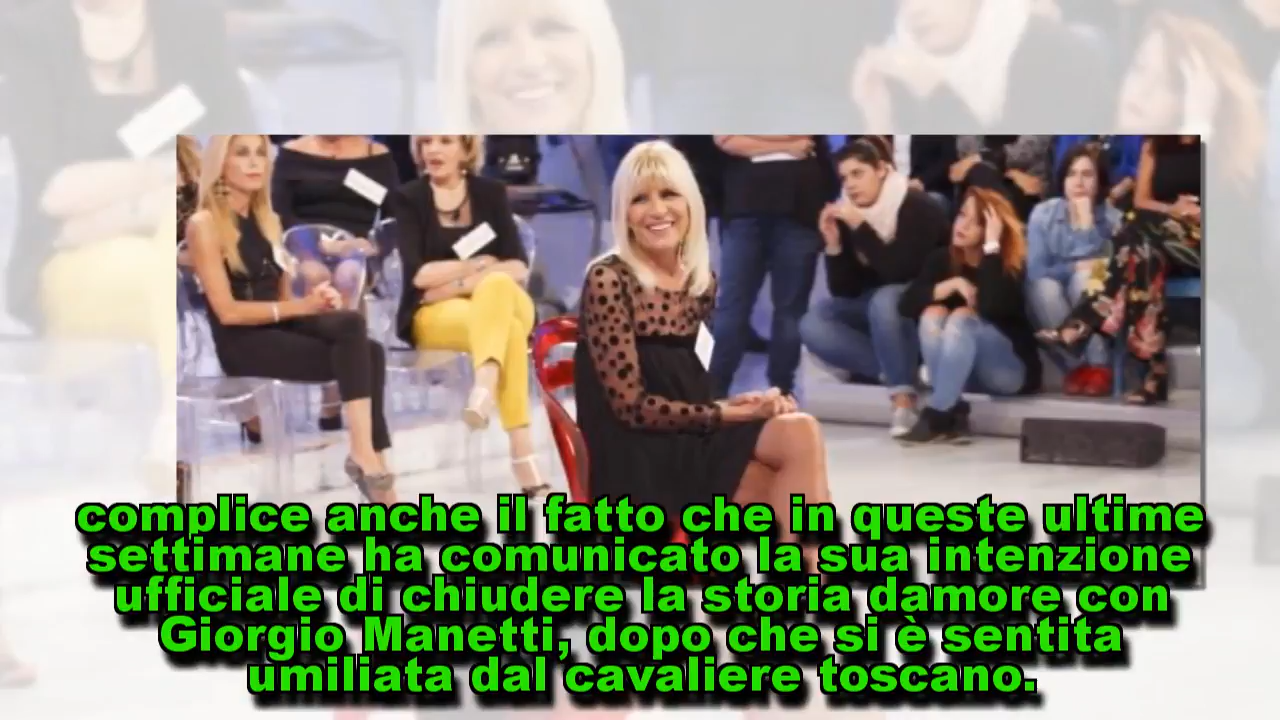 complice anche il fatto che in queste ultime
settimane ha comunicato la sua intenzione
ufficiale di chiudere la storia damore con
Giorgio Manetti, dopo che si è sentita
umiliata dal cavaliere toscano.